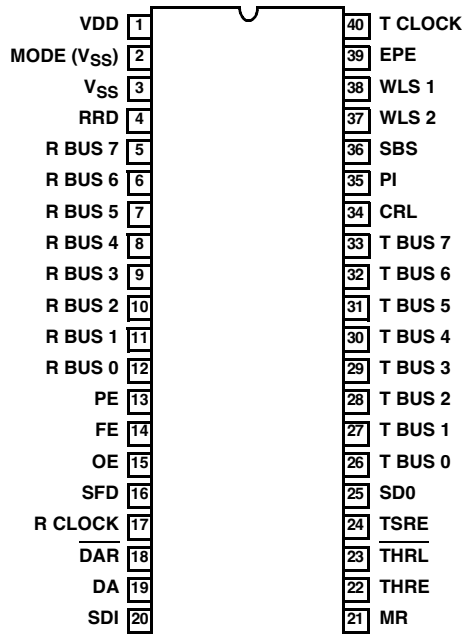 VDD 1 40 T CLOCK
MODE (VSS) 2 39 EPE
VSS 3 38 WLS 1
RRD 4 37 WLS 2
R BUS 7 5 36 SBS
R BUS 6 6 35 PI
R BUS 5 7 34 CRL
R BUS 4 8 33 T BUS 7
R BUS 3 9 32 T BUS 6
R BUS 2 10 31 T BUS 5
R BUS 1 11 30 T BUS 4
R BUS 0 12 29 T BUS 3
PE 13 28 T BUS 2
FE 14 27 T BUS 1
OE 15 26 T BUS 0
SFD 16 25 SD0
R CLOCK 17 24 TSRE
DAR 18 23 THRL
DA 19 22 THRE
SDI 20 21 MR